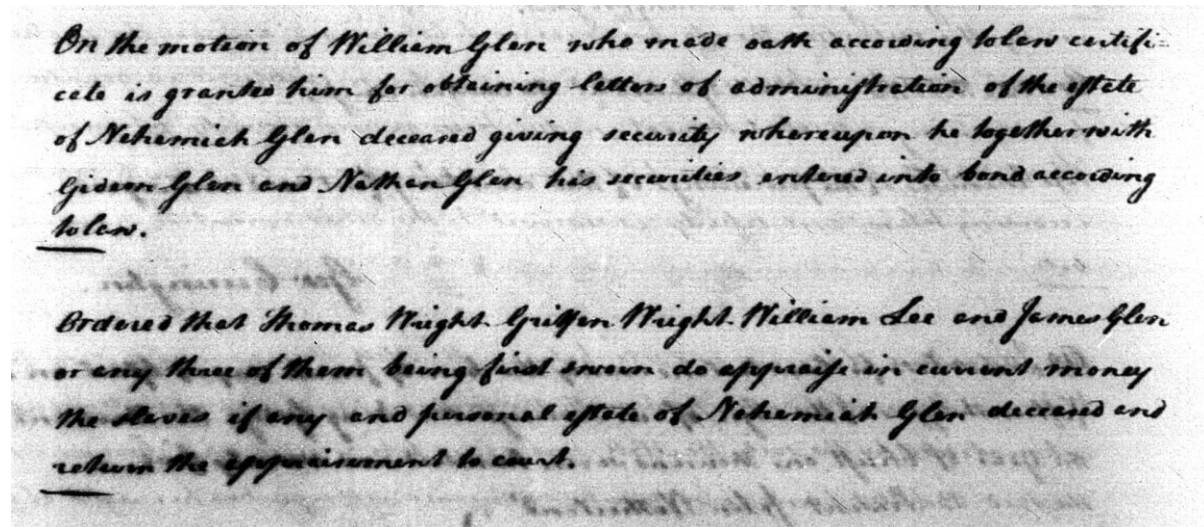 On the motion of William Glen who made oath according to law certifi=
cate is granted him for obtaining letters of administration of the estate
of Nehemiah Glen deceased giving security whereupon he together with
Gideon Glen and Nathan Glen his securities entered into bond according
to law.
Ordered that Thomas Wright Griffen Wright William Lee and James Glen
or any three of them being first sworn do appraise in current money
the slaves if any and personal estate of Nehemiah Glen deceased and
return the appraisement to court.